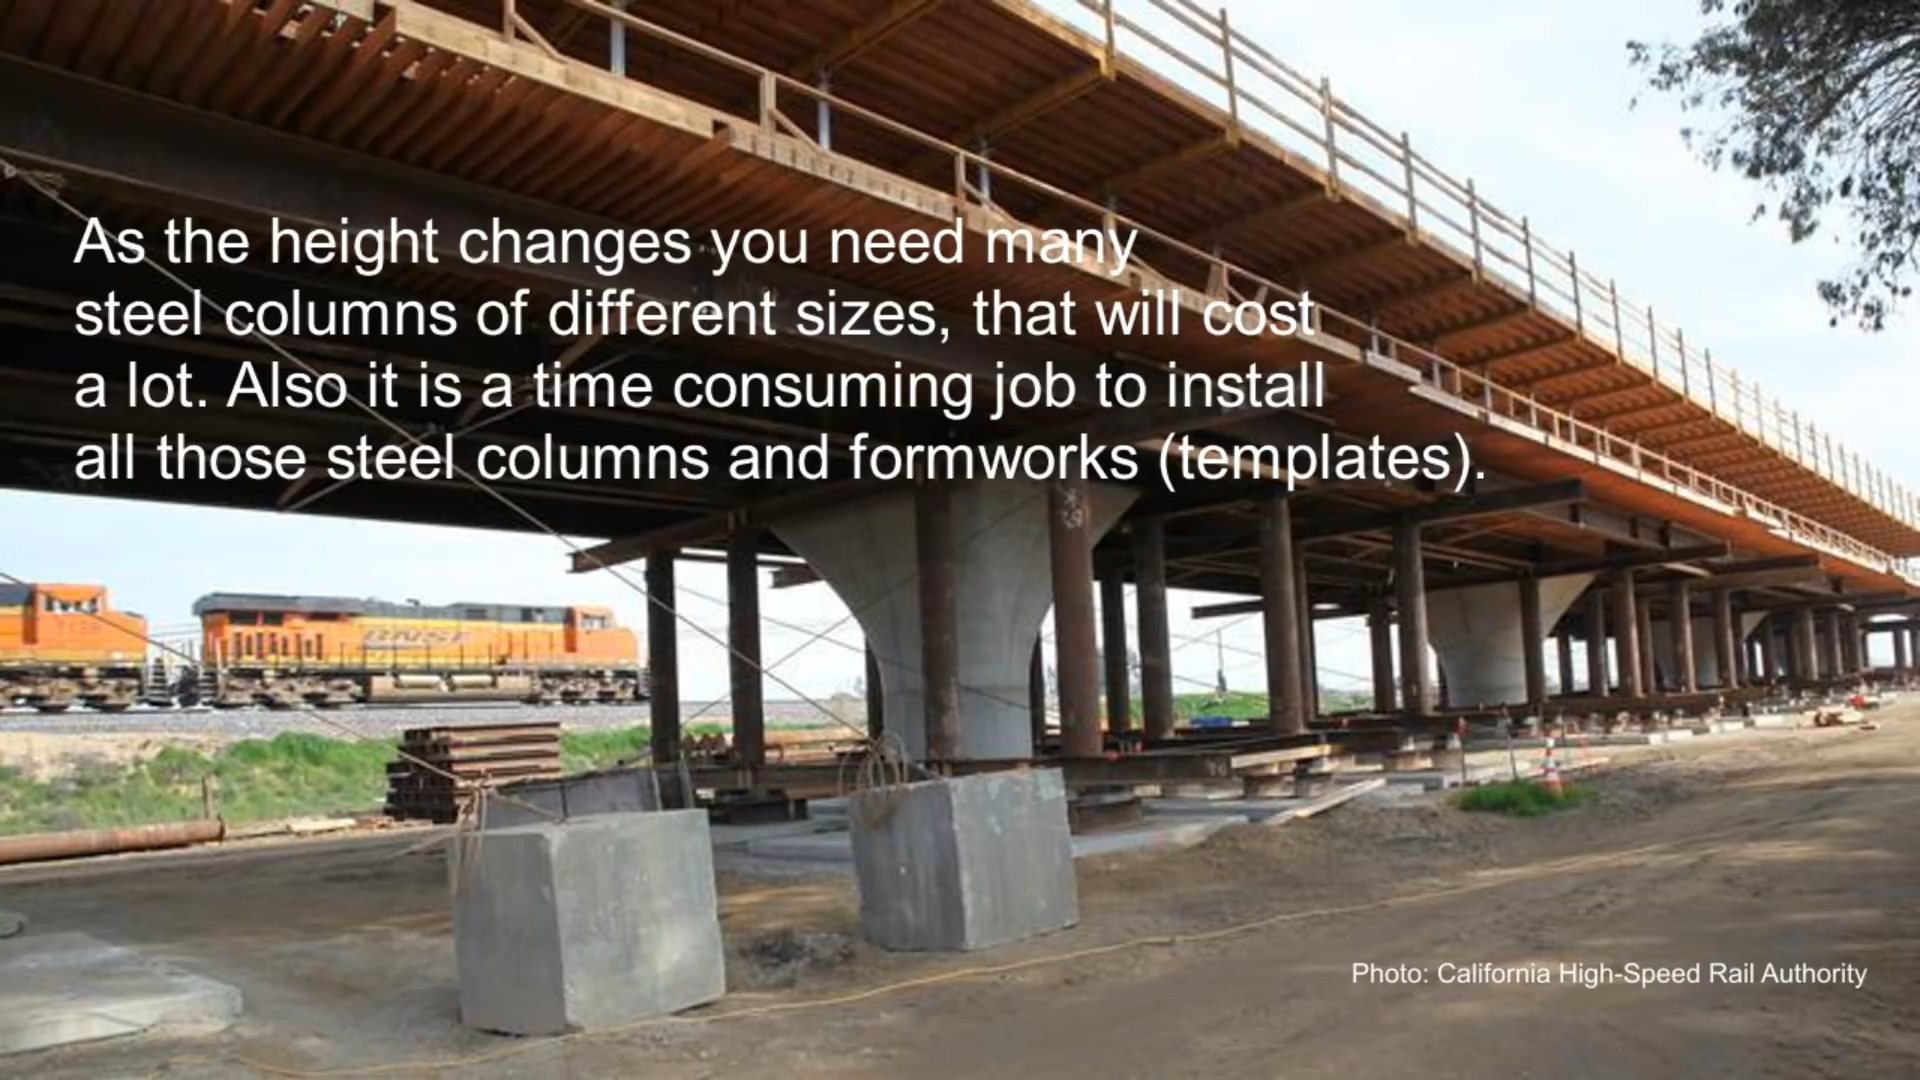 As the height changes you need many
steel columns of different sizes, that will cost
a lot. Also it is a time consuming job to install
all those steel columns and formworks (templates).
BNSF
Photo: California High-Speed Rail Authority